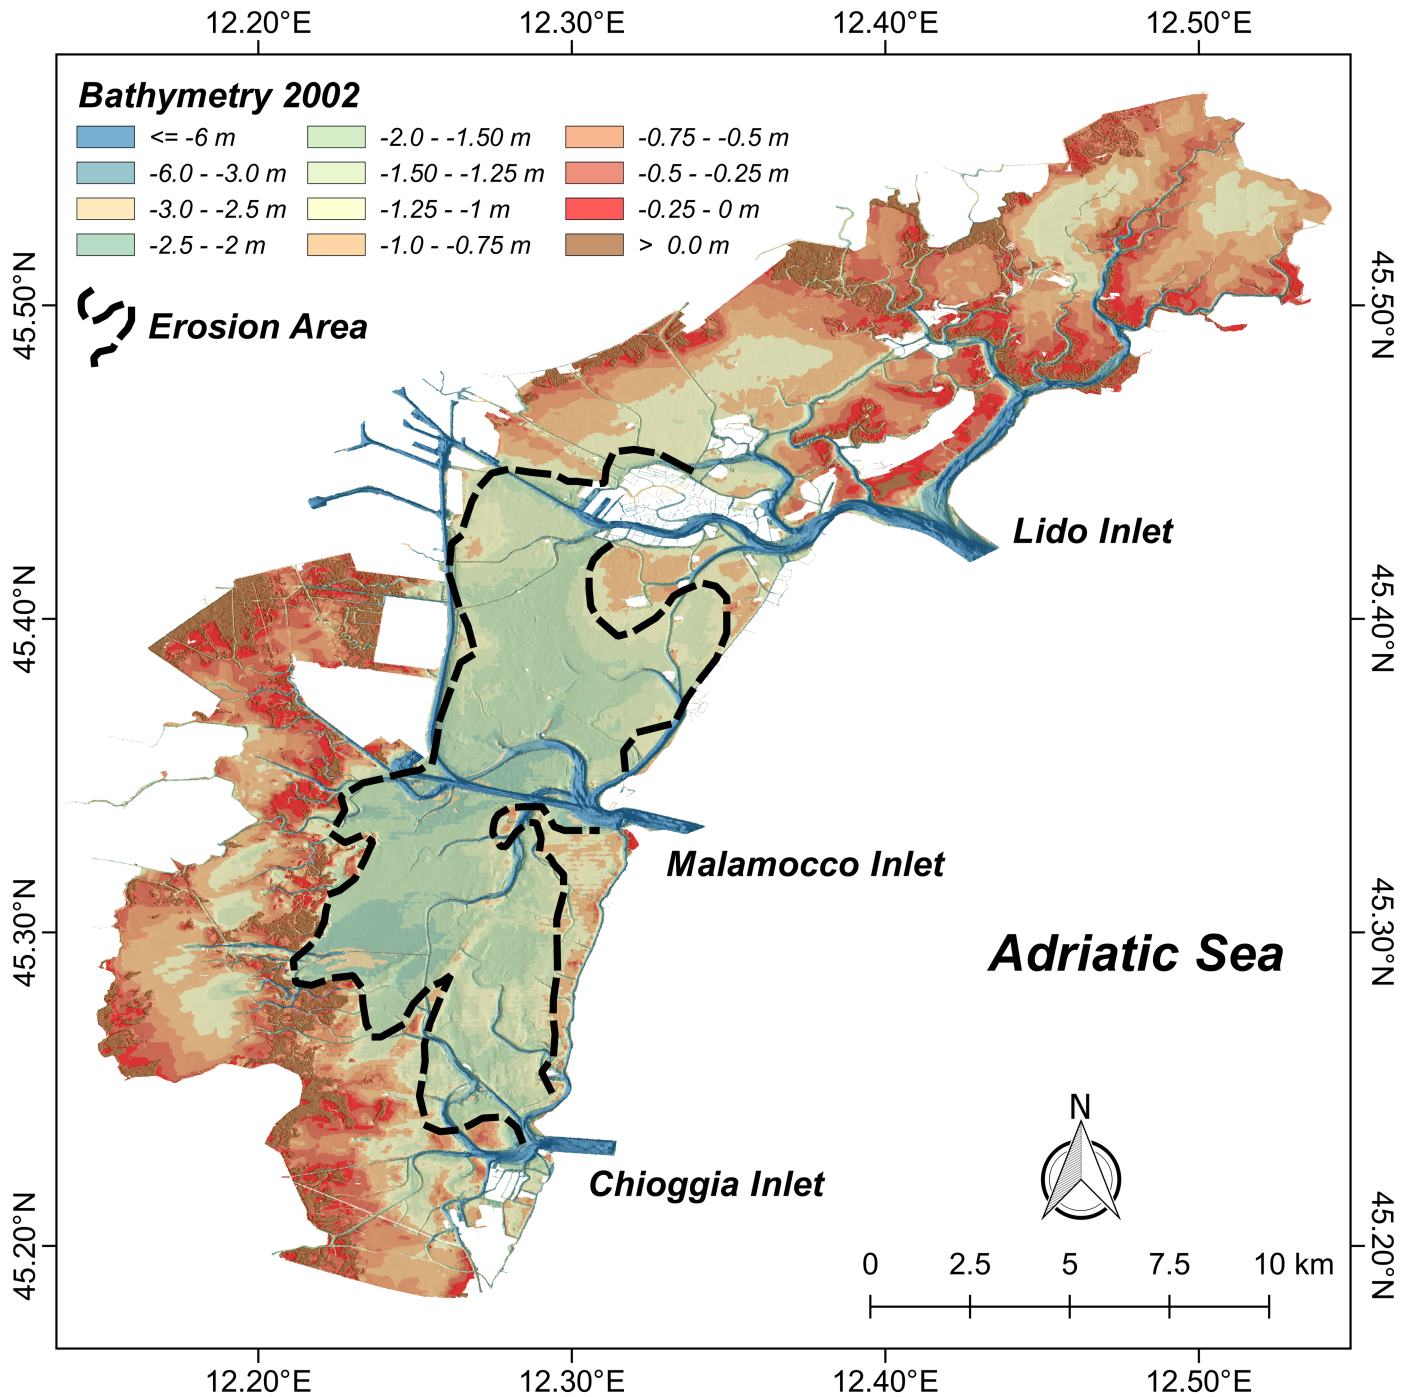 12.20°E 12.30°E 12.40°E 12.50°E
Bathymetry 2002
<= -6 m -2.0 - -1.50 m -0.75 - -0.5 m
-6.0 - -3.0 m -1.50 - -1.25 m -0.5 - -0.25 m
-3.0 - -2.5 m -1.25 - -1 m -0.25 - 0 m
-2.5 - -2 m -1.0 - -0.75 m > 0.0 m
Erosion Area
45.50°N 45.50°N
Lido Inlet
45.40°N 45.40°N
Malamocco Inlet
45.30°N 45.30°N
Adriatic Sea
N
Chioggia Inlet
45.20°N 45.20°N
0 2.5 5 7.5 10 km
12.20°E 12.30°E 12.40°E 12.50°E